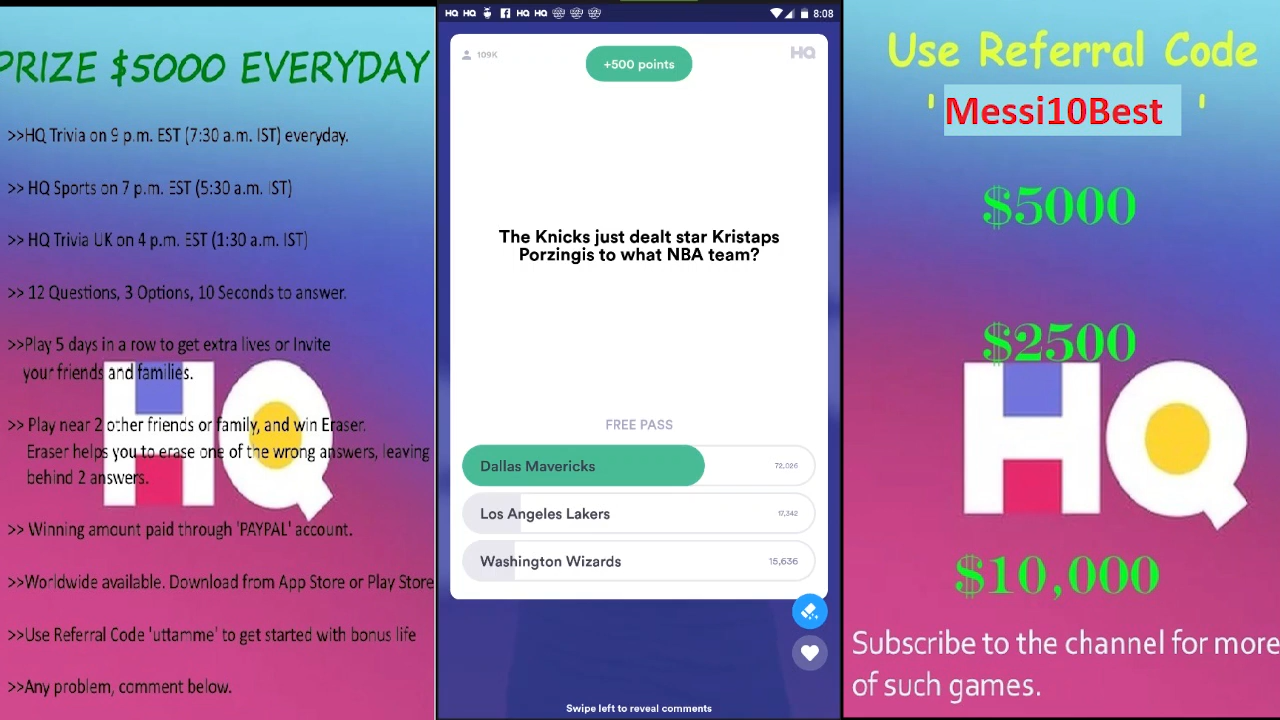 PRIZE $5000 EVERYDAY
>>HQ Trivia on 9 p.m. EST (7:30 a.m. IST) everyday.
>> HQ Sports on 7 p.m. EST (5:30 a.m. IST)
>> HQ Trivia UK on 4 p.m. EST (1:30 a.m. IST)
>> 12 Questions, 3 Options, 10 Seconds to answer.
>>Play 5 days in a row to get extra lives or Invite
your friends and families.
>> Play near 2 other friends or family, and win Eraser.
Eraser helps you to erase one of the wrong answers, leaving
behind 2 answers.
>> Winning amount paid through 'PAYPAL' account.
>>Worldwide available. Download from App Store or Play Store
>>Use Referral Code 'uttamme' to get started with bonus life
>>Any problem, comment below.
HQ
HQ HQ HQ HQ 8:08
109K
+500 points
HQ
The Knicks just dealt star Kristaps
Porzingis to what NBA team?
FREE PASS
Dallas Mavericks 72,026
Los Angeles Lakers 17,342
Washington Wizards 15,636
Swipe left to reveal comments
Use Referral Code
' Messi10Best '
$5000
$2500
HQ
$10,000
Subscribe to the channel for more
of such games.